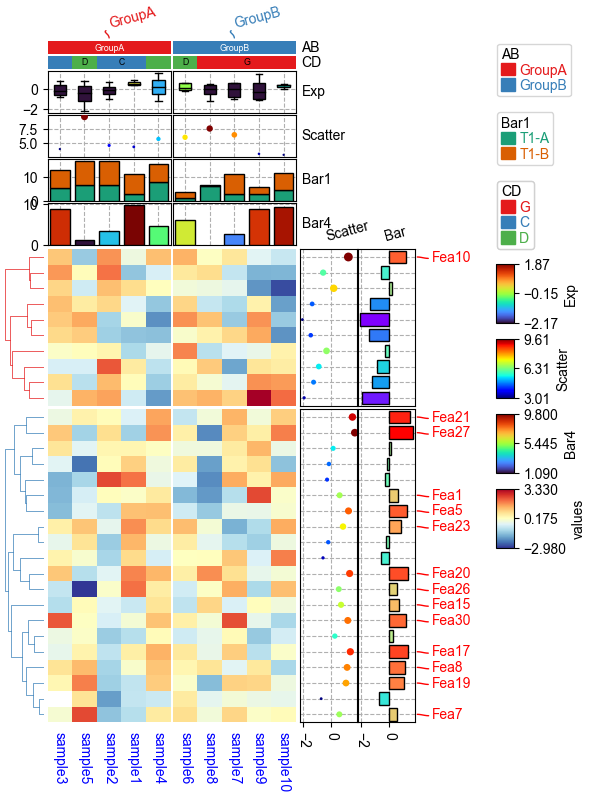 GroupA
GroupB
GroupA
GroupB
AB
D
C
D
G
CD
0
−2
Exp
7.5
5.0
Scatter
10
0
Bar1
10
0
Bar4
AB
GroupA
GroupB
Bar1
T1-A
T1-B
CD
G
C
D
Scatter
Bar
Fea10
Fea21
Fea27
Fea1
Fea5
Fea23
Fea20
Fea26
Fea15
Fea30
Fea17
Fea8
Fea19
Fea7
1.87
−0.15
−2.17
Exp
9.61
6.31
3.01
Scatter
9.800
5.445
1.090
Bar4
3.330
0.175
−2.980
values
sample3
sample5
sample2
sample1
sample4
sample6
sample8
sample7
sample9
sample10
−2
0
−2
0